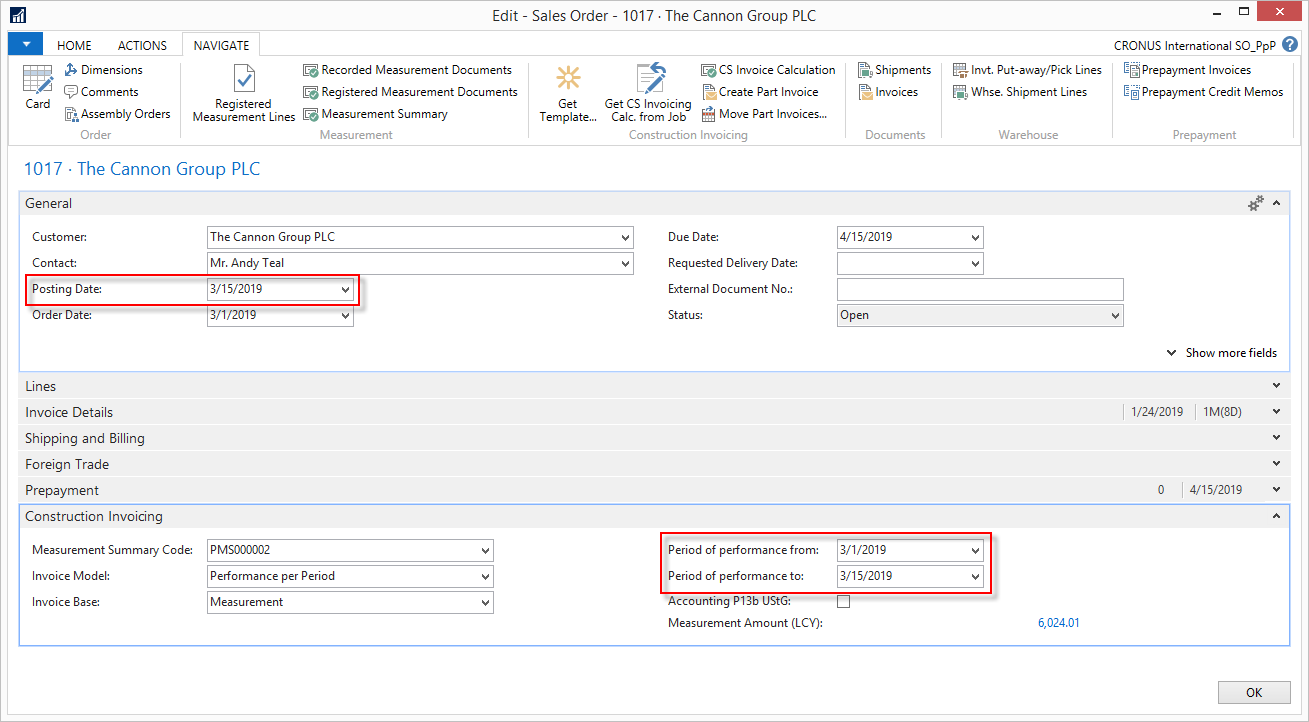 Edit - Sales Order - 1017 · The Cannon Group PLC
HOME ACTIONS NAVIGATE
CRONUS International SO_PpP
Card
Dimensions
Comments
Assembly Orders
Order
Registered
Measurement Lines
Recorded Measurement Documents
Registered Measurement Documents
Measurement Summary
Measurement
Get
Template...
Get CS Invoicing
Calc. from Job
CS Invoice Calculation
Create Part Invoice
Move Part Invoices...
Construction Invoicing
Shipments
Invoices
Documents
Invt. Put-away/Pick Lines
Whse. Shipment Lines
Warehouse
Prepayment Invoices
Prepayment Credit Memos
Prepayment
1017 · The Cannon Group PLC
General
Customer: The Cannon Group PLC
Contact: Mr. Andy Teal
Posting Date: 3/15/2019
Order Date: 3/1/2019
Due Date: 4/15/2019
Requested Delivery Date:
External Document No.:
Status: Open
Show more fields
Lines
Invoice Details 1/24/2019 1M(8D)
Shipping and Billing
Foreign Trade
Prepayment 0 4/15/2019
Construction Invoicing
Measurement Summary Code: PMS000002
Invoice Model: Performance per Period
Invoice Base: Measurement
Period of performance from: 3/1/2019
Period of performance to: 3/15/2019
Accounting P13b UStG:
Measurement Amount (LCY): 6,024.01
OK